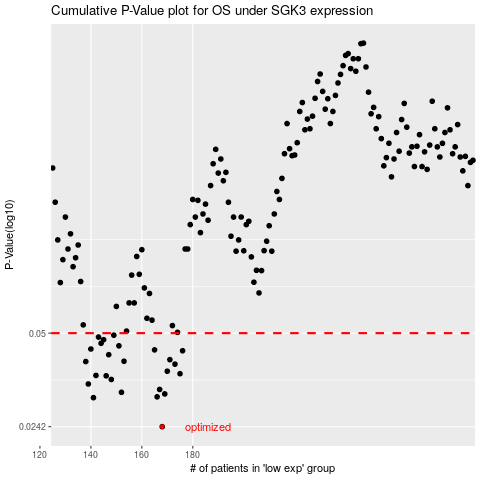 Cumulative P-Value plot for OS under SGK3 expression
P-Value(log10)
0.05
0.0242
optimized
120 140 160 180
# of patients in 'low exp' group